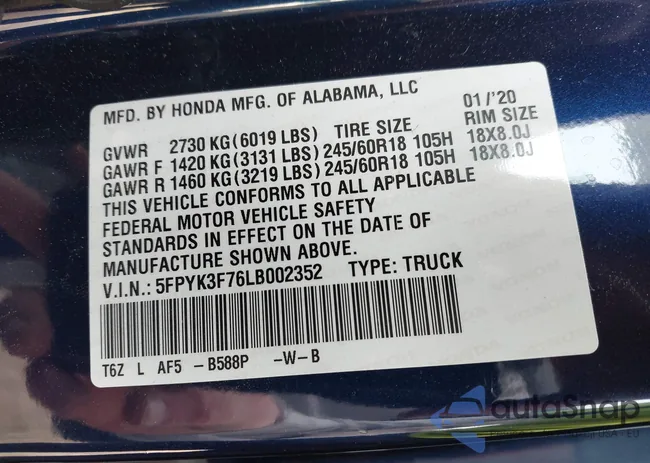 MFD. BY HONDA MFG. OF ALABAMA, LLC 01/'20
GVWR 2730 KG(6019 LBS) TIRE SIZE RIM SIZE
GAWR F 1420 KG(3131 LBS) 245/60R18 105H 18X8.0J
GAWR R 1460 KG(3219 LBS) 245/60R18 105H 18X8.0J
THIS VEHICLE CONFORMS TO ALL APPLICABLE
FEDERAL MOTOR VEHICLE SAFETY
STANDARDS IN EFFECT ON THE DATE OF
MANUFACTURE SHOWN ABOVE.
V.I.N.: 5FPYK3F76LB002352 TYPE: TRUCK
T6Z L AF5 -B588P -W-B
autoSnap